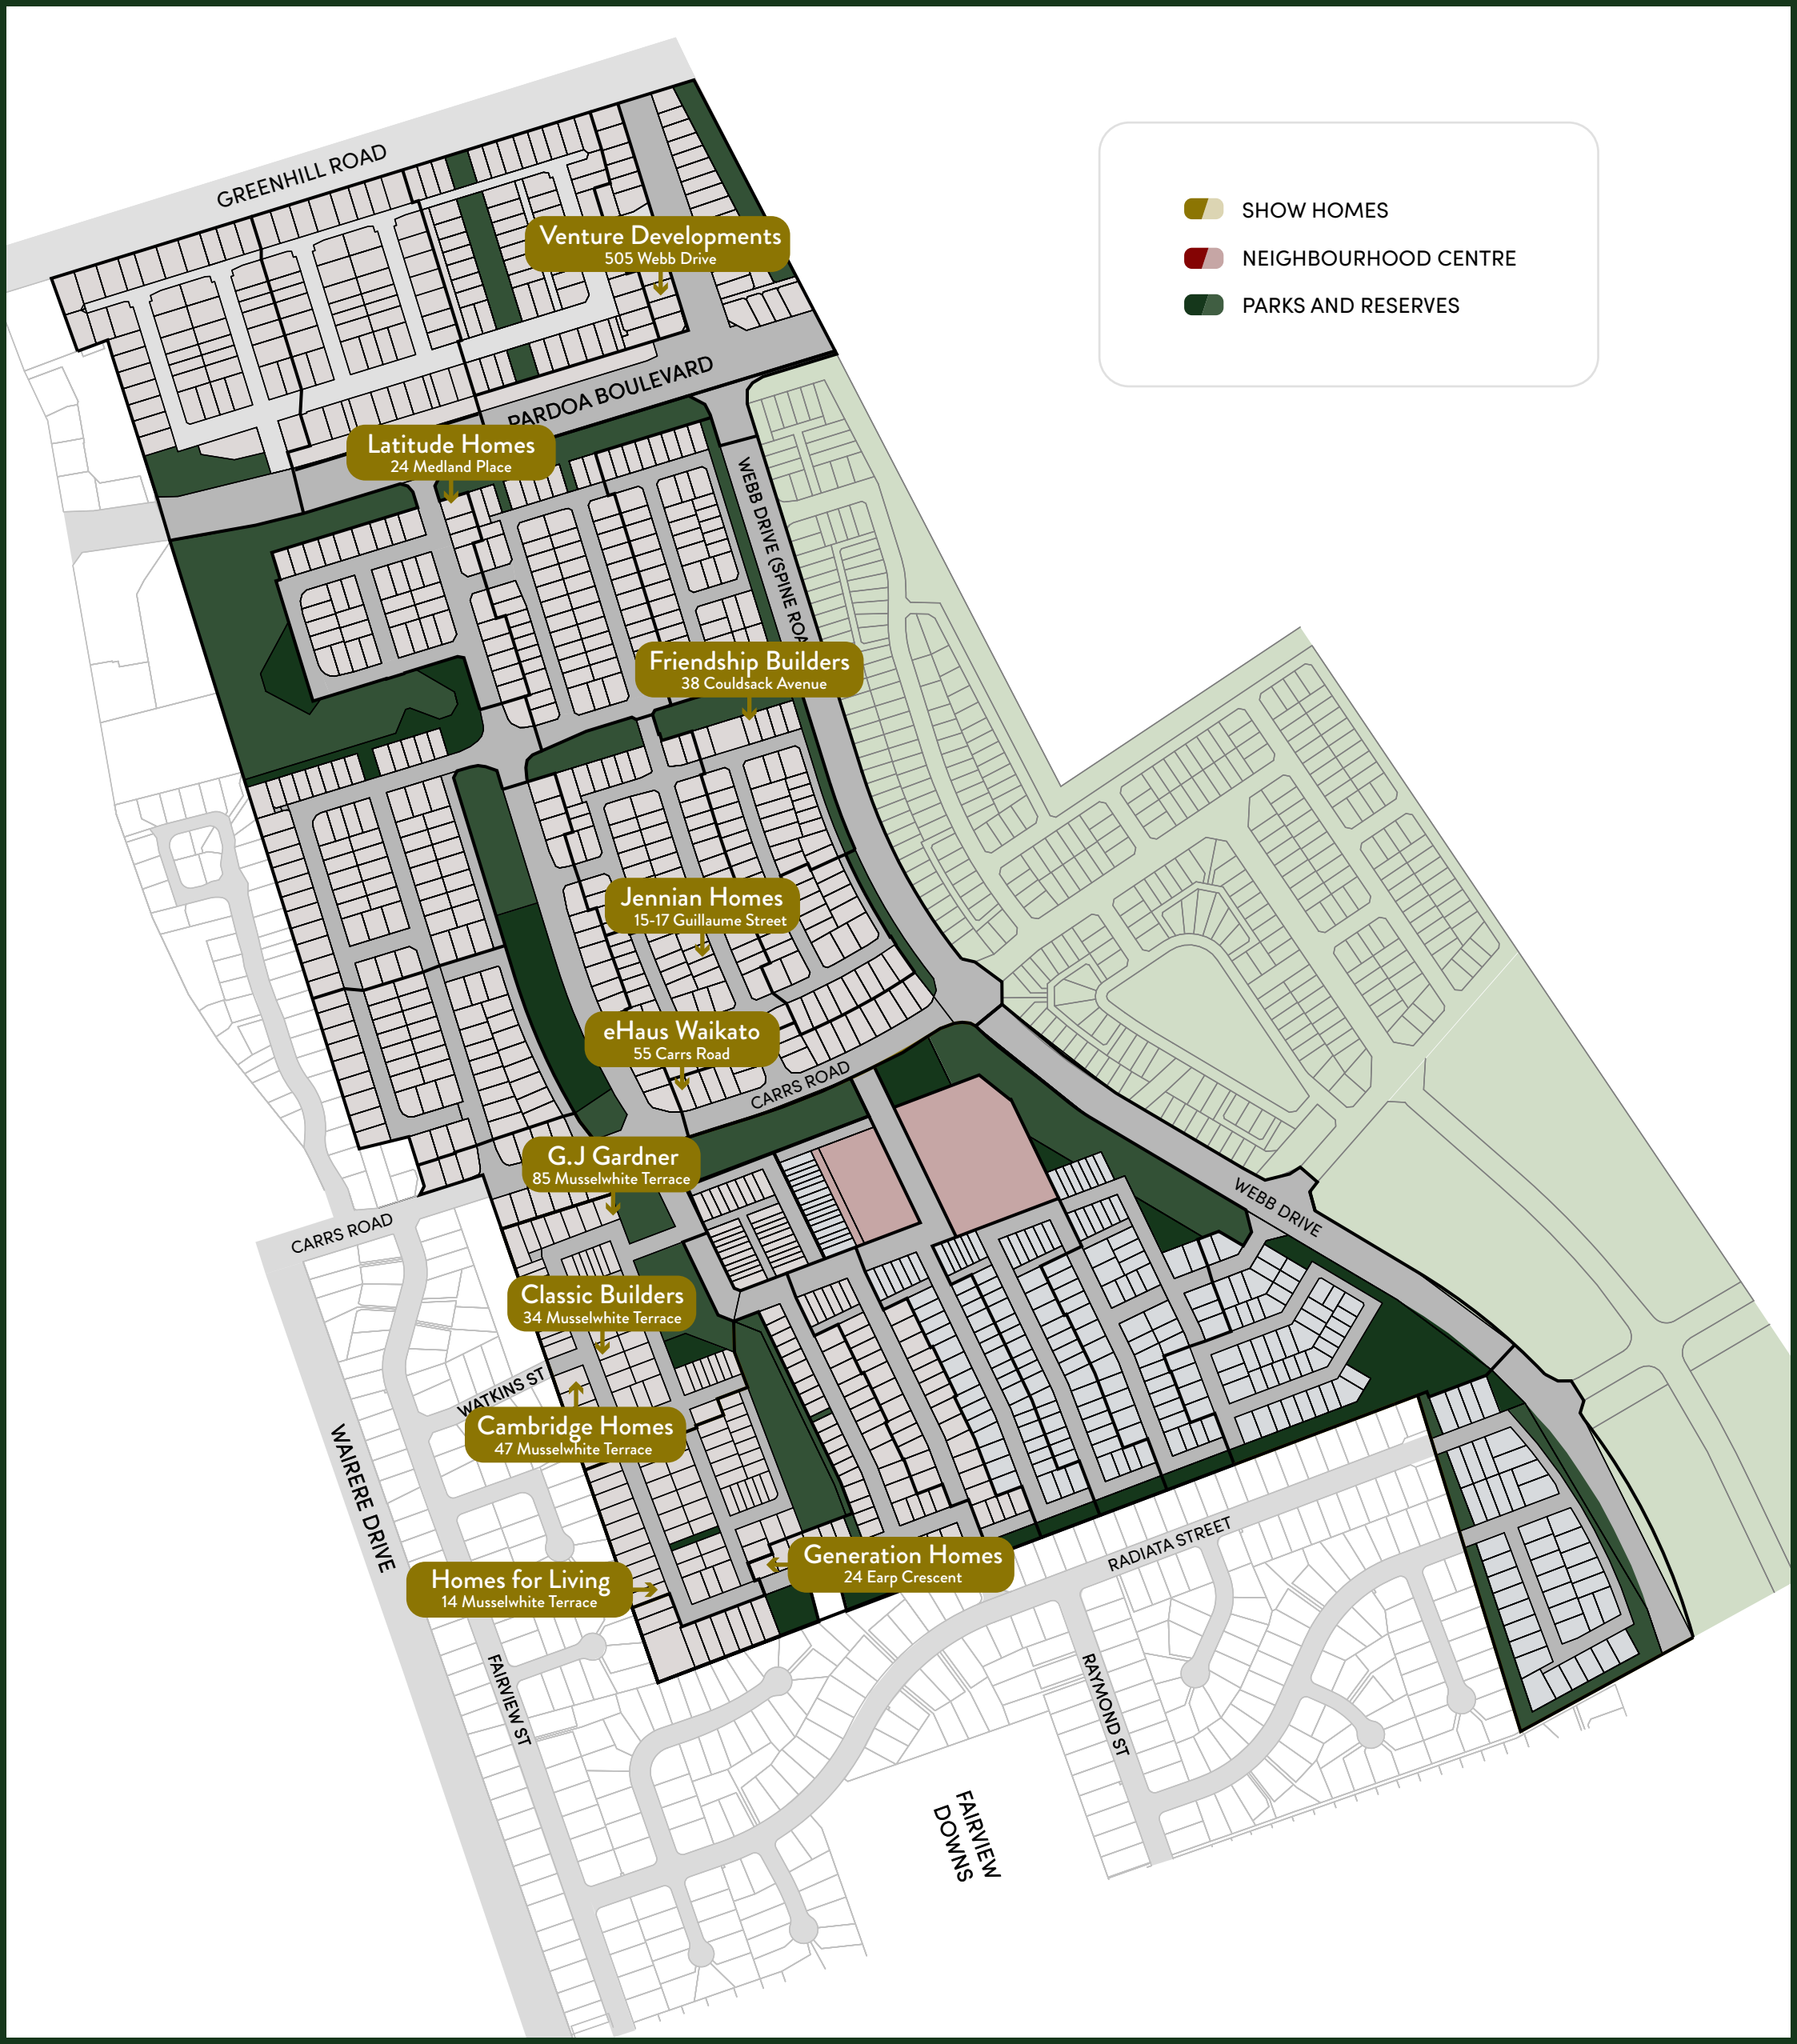 GREENHILL ROAD
SHOW HOMES
NEIGHBOURHOOD CENTRE
PARKS AND RESERVES
Venture Developments
505 Webb Drive
PARDOA BOULEVARD
Latitude Homes
24 Medland Place
WEBB DRIVE (SPINE ROA
Friendship Builders
38 Couldsack Avenue
Jennian Homes
15-17 Guillaume Street
eHaus Waikato
55 Carrs Road
CARRS ROAD
G.J Gardner
85 Musselwhite Terrace
WEBB DRIVE
CARRS ROAD
Classic Builders
34 Musselwhite Terrace
WATKINS ST
Cambridge Homes
47 Musselwhite Terrace
WAIRERE DRIVE
RADIATA STREET
Generation Homes
24 Earp Crescent
Homes for Living
14 Musselwhite Terrace
FAIRVIEW ST
RAYMOND ST
FAIRVIEW
DOWNS